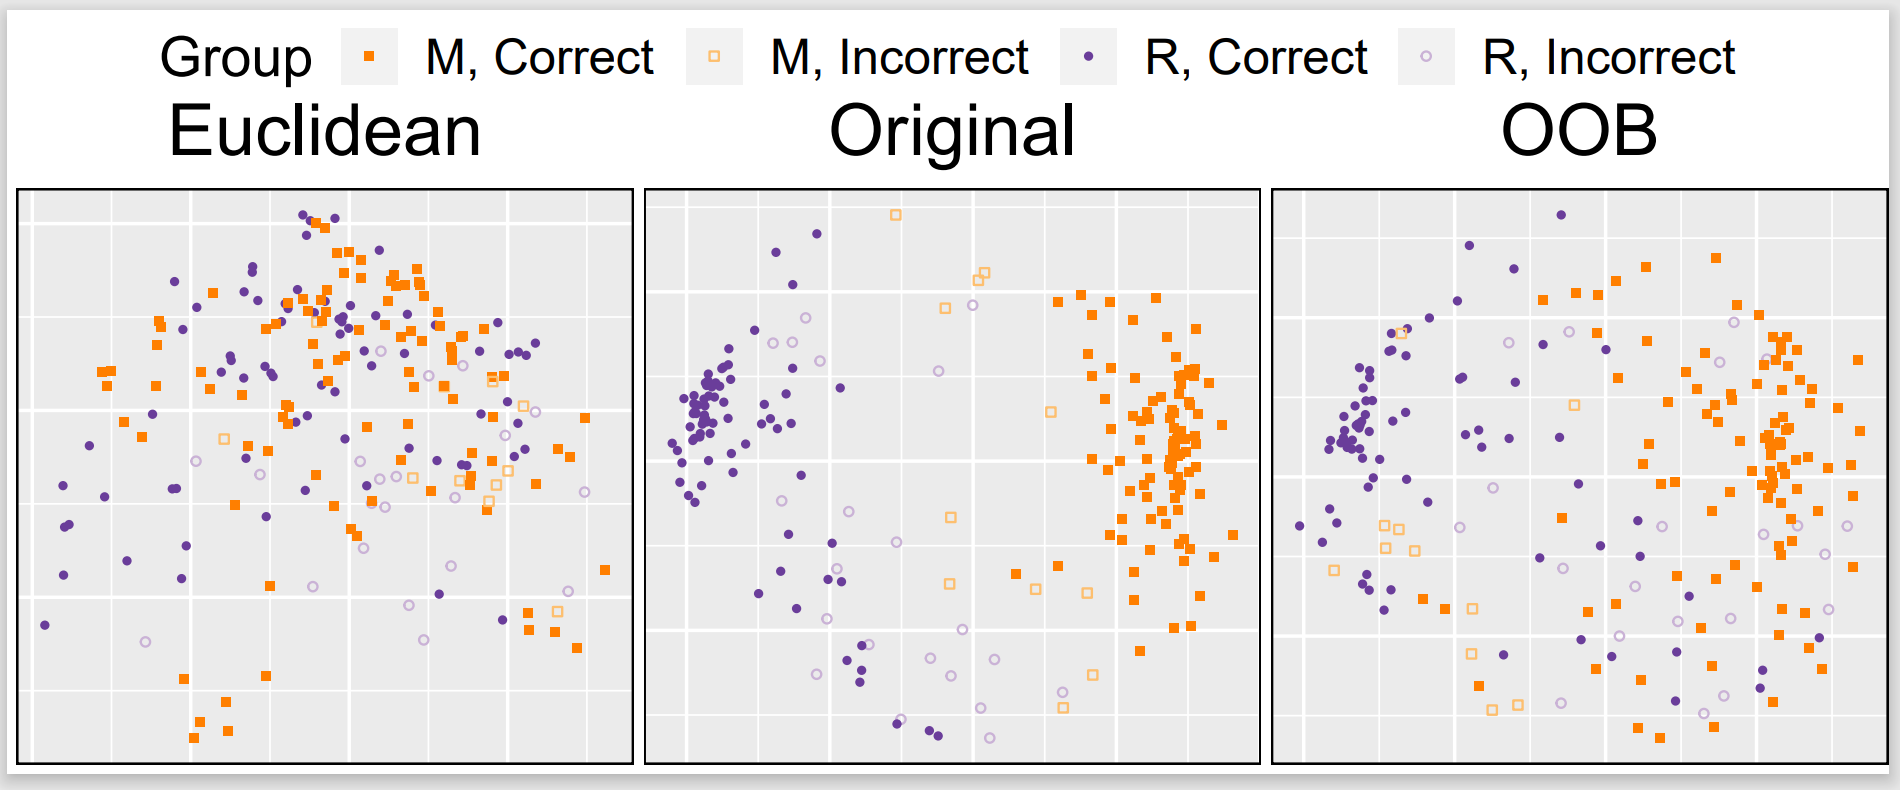 Group M, Correct M, Incorrect R, Correct R, Incorrect
Euclidean Original OOB